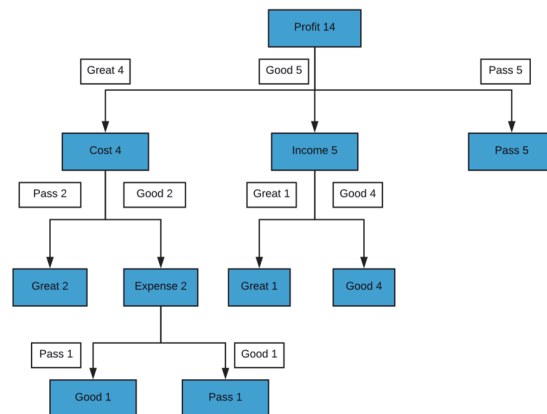 Profit 14
Great 4
Good 5
Pass 5
Cost 4
Income 5
Pass 5
Pass 2
Good 2
Great 1
Good 4
Great 2
Expense 2
Great 1
Good 4
Pass 1
Good 1
Good 1
Pass 1